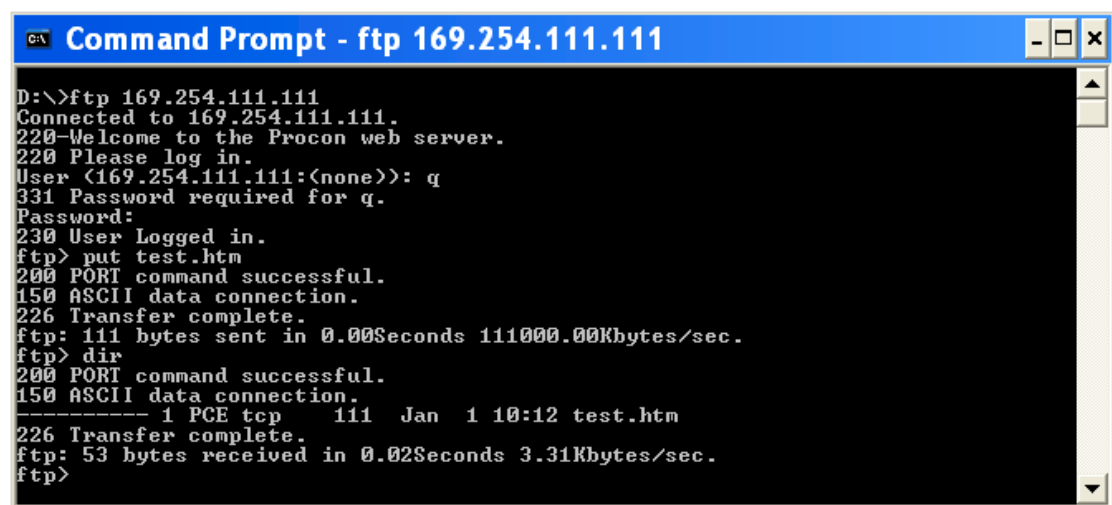 Command Prompt - ftp 169.254.111.111
D:\>ftp 169.254.111.111
Connected to 169.254.111.111.
220-Welcome to the Procon web server.
220 Please log in.
User (169.254.111.111:(none)): q
331 Password required for q.
Password:
230 User Logged in.
ftp> put test.htm
200 PORT command successful.
150 ASCII data connection.
226 Transfer complete.
ftp: 111 bytes sent in 0.00Seconds 111000.00Kbytes/sec.
ftp> dir
200 PORT command successful.
150 ASCII data connection.
---------- 1 PCE tcp    111  Jan  1 10:12 test.htm
226 Transfer complete.
ftp: 53 bytes received in 0.02Seconds 3.31Kbytes/sec.
ftp>